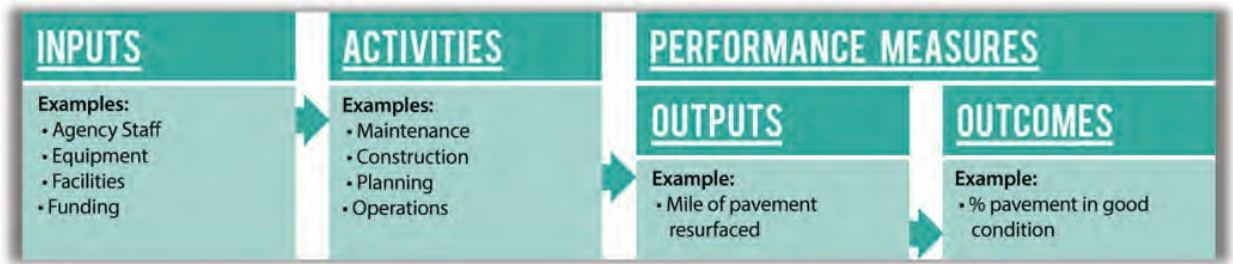 INPUTS
Examples:
• Agency Staff
• Equipment
• Facilities
• Funding
ACTIVITIES
Examples:
• Maintenance
• Construction
• Planning
• Operations
PERFORMANCE MEASURES
OUTPUTS
Example:
• Mile of pavement
resurfaced
OUTCOMES
Example:
• % pavement in good
condition